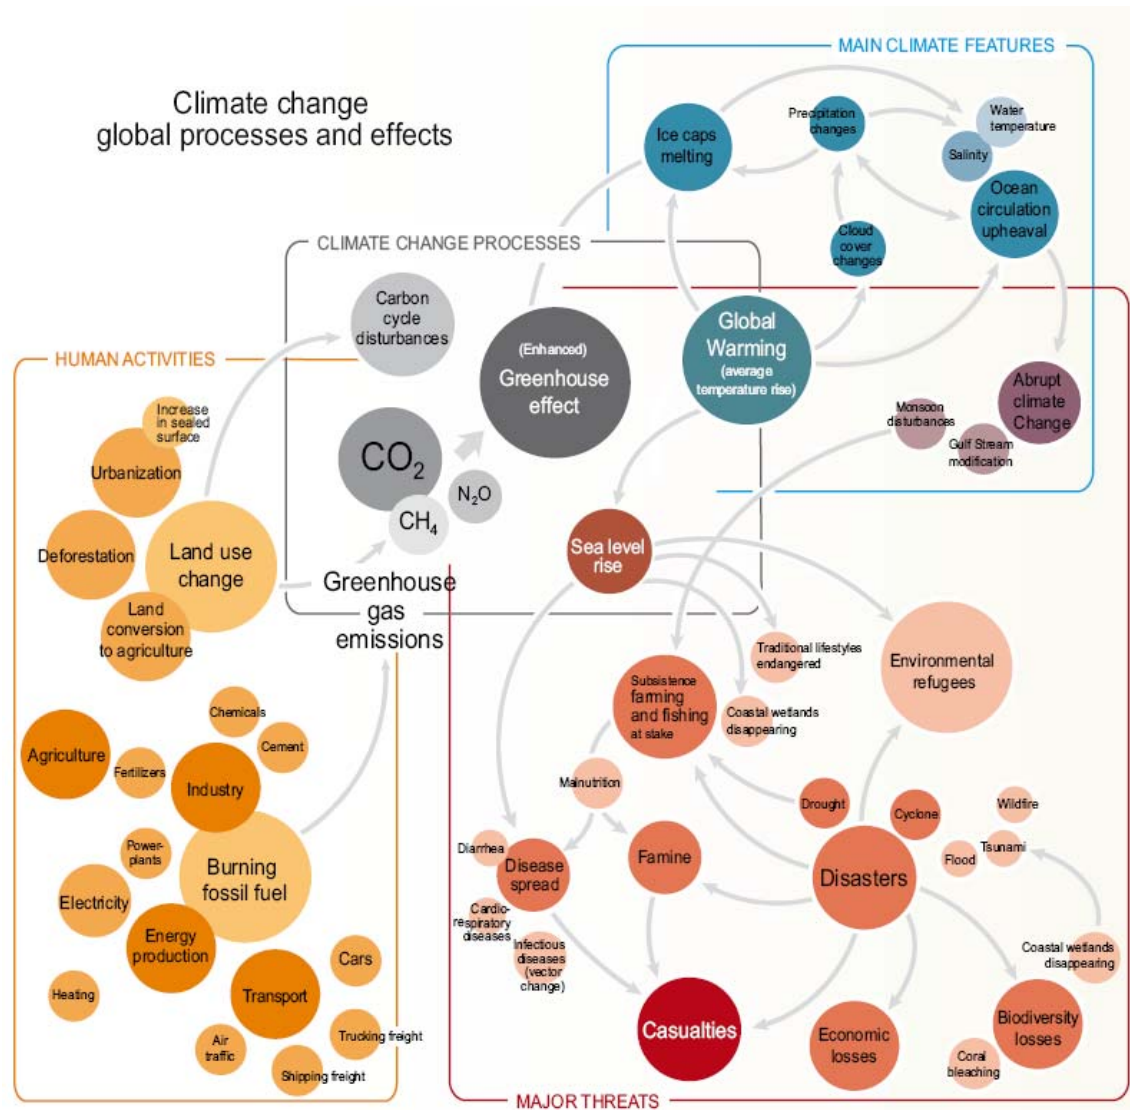 MAIN CLIMATE FEATURES
Climate change
global processes and effects
Ice caps
melting
Precipitation
changes
Water
temperature
Salinity
Ocean
circulation
upheaval
Cloud
cover
changes
CLIMATE CHANGE PROCESSES
Carbon
cycle
disturbances
(Enhanced)
Greenhouse
effect
Global
Warming
(average
temperature rise)
Abrupt
climate
Change
Monsoon
disturbances
Gulf Stream
modification
CO2
CH4
N2O
HUMAN ACTIVITIES
Increase
in sealed
surface
Urbanization
Deforestation
Land use
change
Land
conversion
to agriculture
Greenhouse
gas
emissions
Sea level
rise
Traditional lifestyles
endangered
Environmental
refugees
Subsistence
farming
and fishing
at stake
Coastal wetlands
disappearing
Chemicals
Cement
Agriculture
Fertilizers
Industry
Power-
plants
Burning
fossil fuel
Electricity
Energy
production
Heating
Transport
Cars
Air
traffic
Trucking freight
Shipping freight
Malnutrition
Diarrhea
Disease
spread
Famine
Cardio-
respiratory
diseases
Infectious
diseases
(vector
change)
Drought
Cyclone
Disasters
Wildfire
Tsunami
Flood
Coastal wetlands
disappearing
Casualties
Economic
losses
Biodiversity
losses
Coral
bleaching
MAJOR THREATS